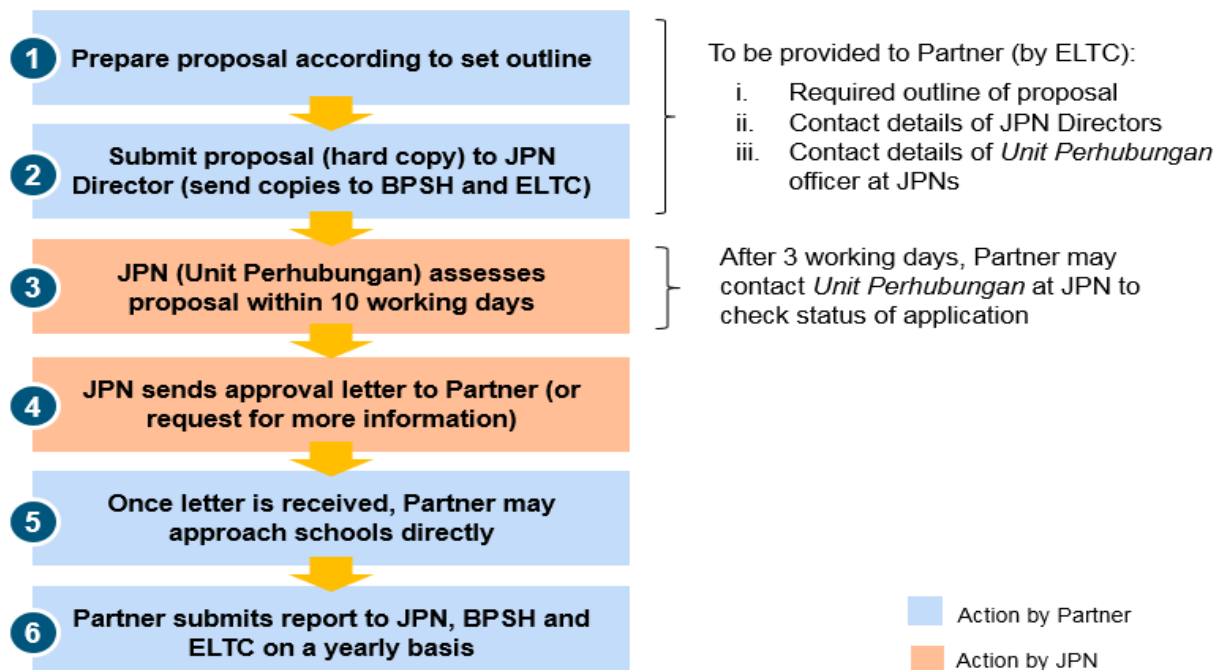 1 Prepare proposal according to set outline
To be provided to Partner (by ELTC):
i. Required outline of proposal
ii. Contact details of JPN Directors
iii. Contact details of Unit Perhubungan
officer at JPNs
2 Submit proposal (hard copy) to JPN
Director (send copies to BPSH and ELTC)
3 JPN (Unit Perhubungan) assesses
proposal within 10 working days
After 3 working days, Partner may
contact Unit Perhubungan at JPN to
check status of application
4 JPN sends approval letter to Partner (or
request for more information)
5 Once letter is received, Partner may
approach schools directly
6 Partner submits report to JPN, BPSH and
ELTC on a yearly basis
Action by Partner
Action by JPN